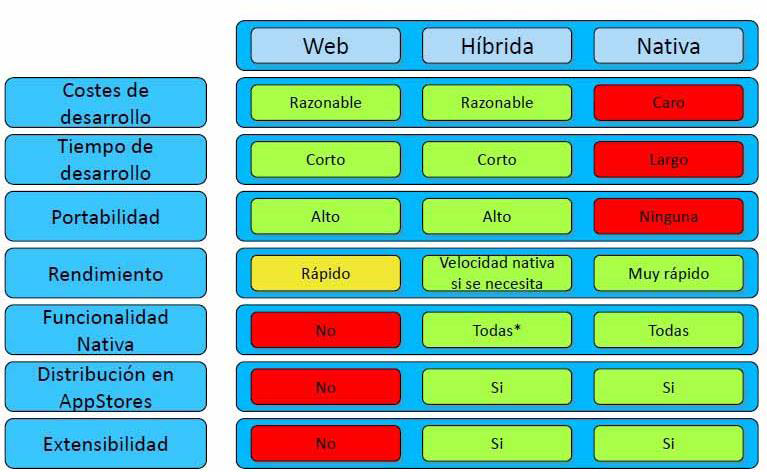 Web Híbrida Nativa
Costes de
desarrollo
Razonable Razonable Caro
Tiempo de
desarrollo
Corto Corto Largo
Portabilidad Alto Alto Ninguna
Rendimiento Rápido
Velocidad nativa
si se necesita
Muy rápido
Funcionalidad
Nativa
No Todas* Todas
Distribución en
AppStores
No Si Si
Extensibilidad No Si Si